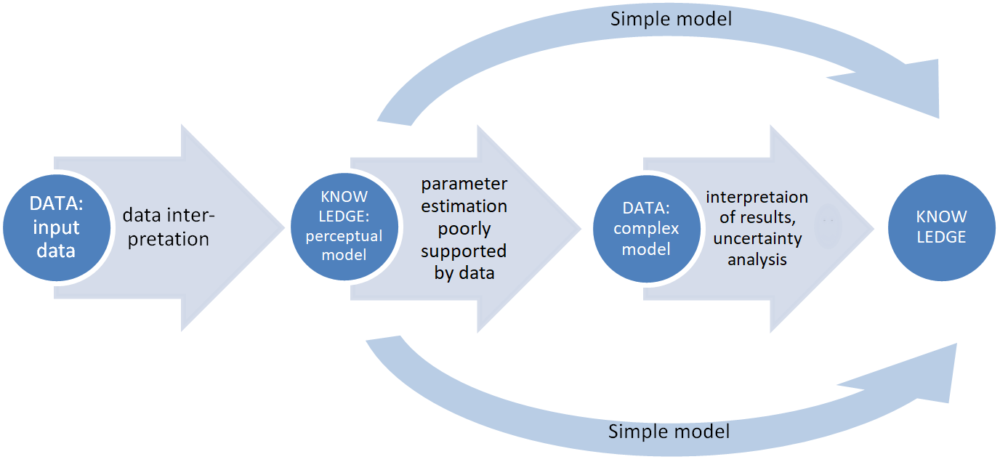 Simple model
DATA:
input
data
data inter-
pretation
KNOW
LEDGE:
perceptual
model
parameter
estimation
poorly
supported
by data
DATA:
complex
model
interpretaion
of results,
uncertainty
analysis
KNOW
LEDGE
Simple model